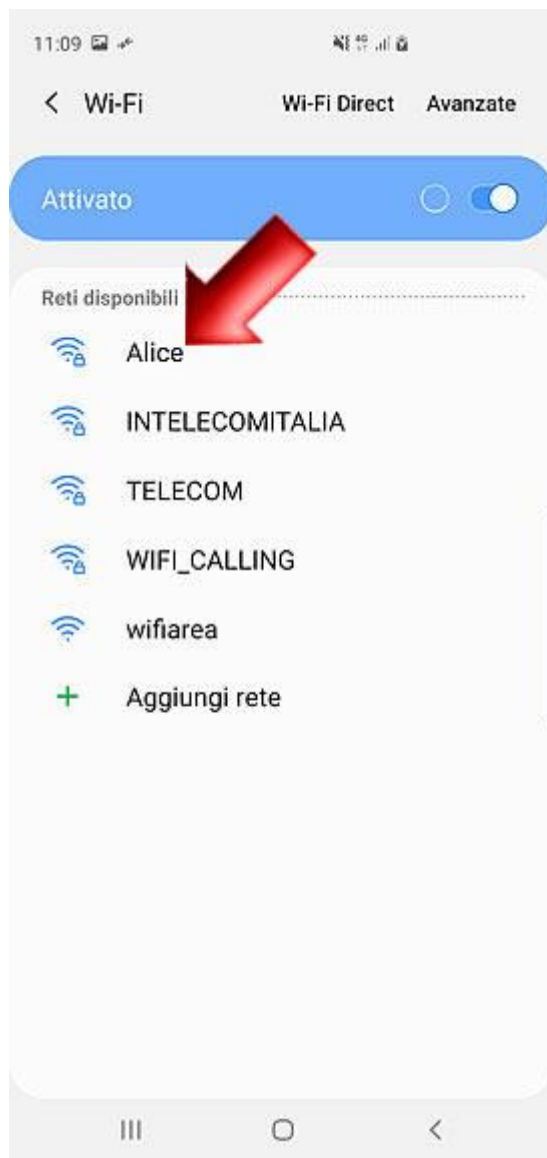 11:09
Wi-Fi Wi-Fi Direct Avanzate
Attivato
Reti disponibili
Alice
INTELECOMITALIA
TELECOM
WIFI_CALLING
wifiarea
+ Aggiungi rete